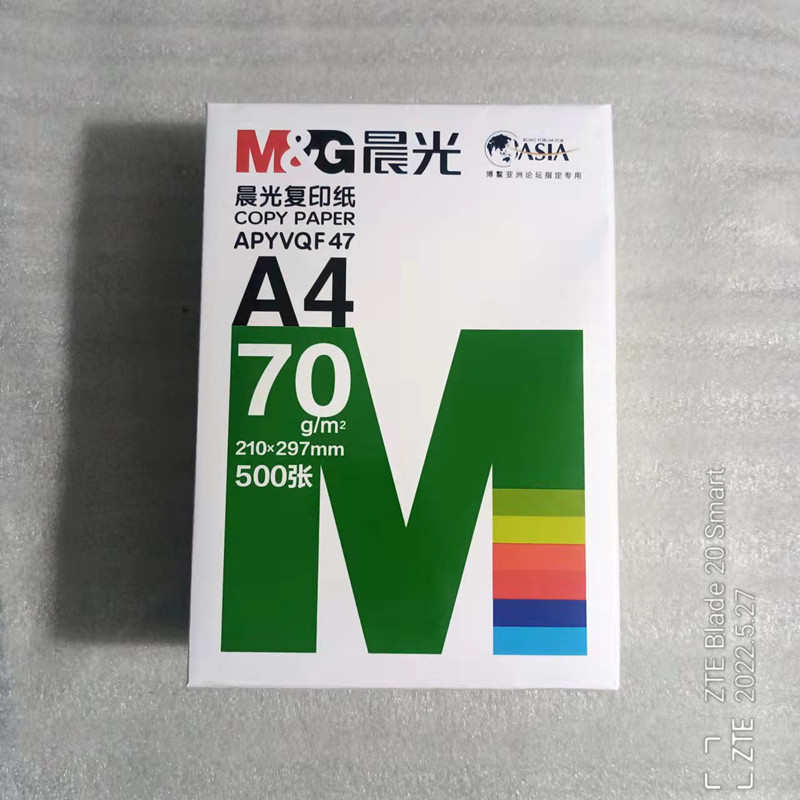 M&G晨光
ASIA
博鳌亚洲论坛指定专用
晨光复印纸
COPY PAPER
APYVQF47
A4
70
g/m²
210×297mm
500张
M
ZTE Blade 20 Smart
ZTE 2022.5.27